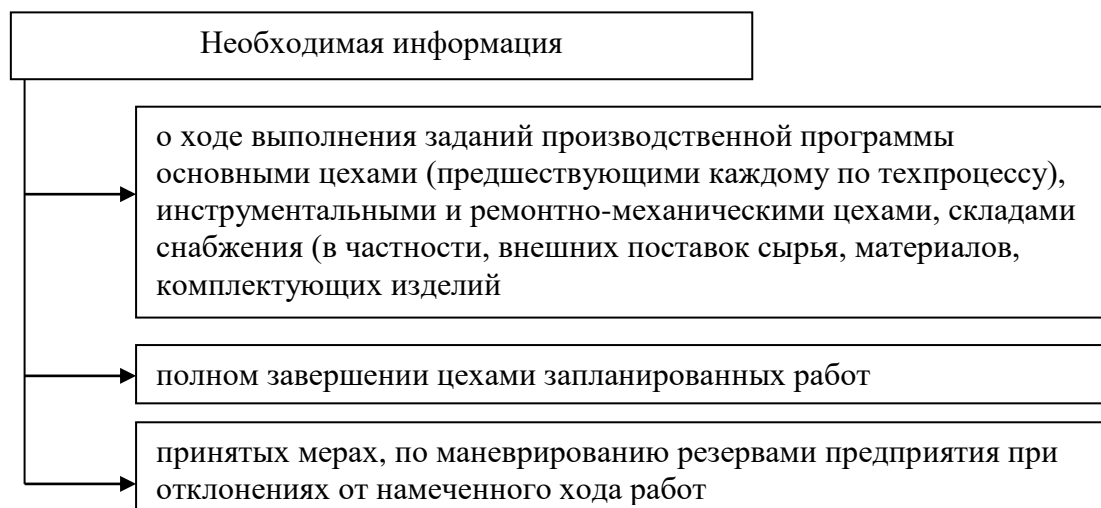 Необходимая информация
о ходе выполнения заданий производственной программы
основными цехами (предшествующими каждому по техпроцессу),
инструментальными и ремонтно-механическими цехами, складами
снабжения (в частности, внешних поставок сырья, материалов,
комплектующих изделий
полном завершении цехами запланированных работ
принятых мерах, по маневрированию резервами предприятия при
отклонениях от намеченного хода работ